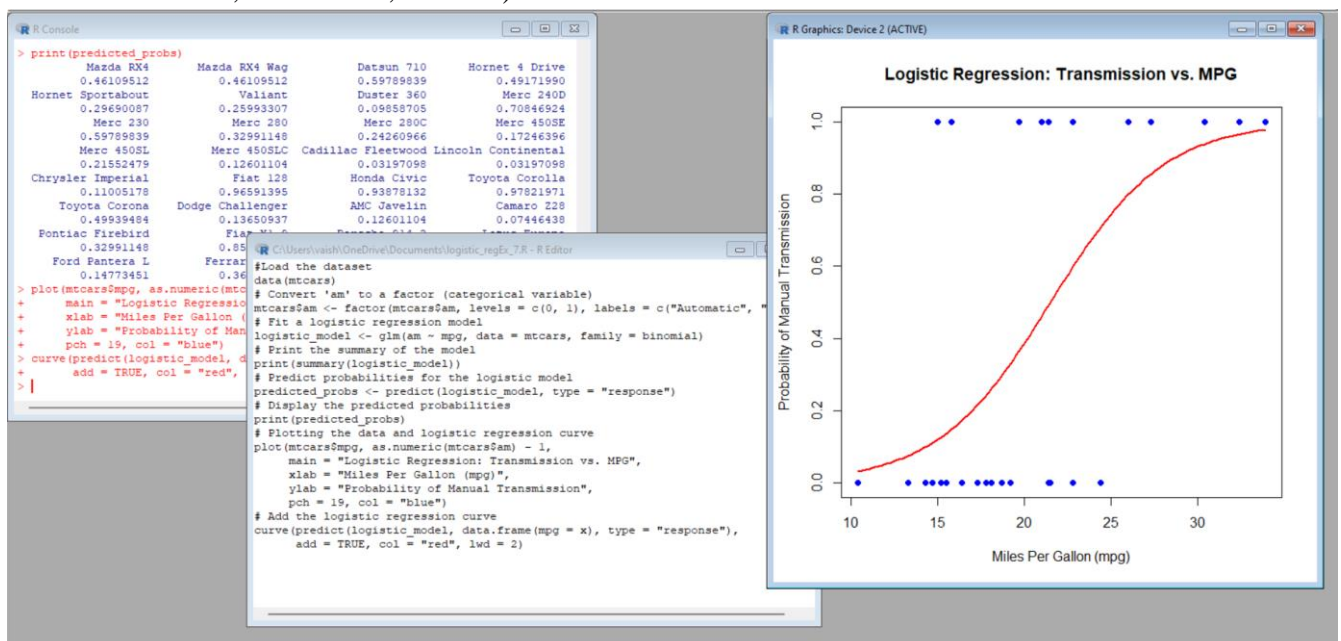 R Console
> print(predicted_probs)
Mazda RX4 Mazda RX4 Wag Datsun 710 Hornet 4 Drive
0.46109512 0.46109512 0.59789839 0.49171990
Hornet Sportabout Valiant Duster 360 Merc 240D
0.29690087 0.25993307 0.09858705 0.70846924
Merc 230 Merc 280 Merc 280C Merc 450SE
0.59789839 0.32991148 0.24260966 0.17246396
Merc 450SL Merc 450SLC Cadillac Fleetwood Lincoln Continental
0.21552479 0.12601104 0.03197098 0.03197098
Chrysler Imperial Fiat 128 Honda Civic Toyota Corolla
0.11005178 0.96591395 0.93878132 0.97821971
Toyota Corona Dodge Challenger AMC Javelin Camaro Z28
0.49939484 0.13650937 0.12601104 0.07446438
Pontiac Firebird
0.32991148 0.85
Ford Pantera L Ferrar
0.14773451 0.36
> plot(mtcars$mpg, as.numeric(mtc
+ main = "Logistic Regressio
+ xlab = "Miles Per Gallon (
+ ylab = "Probability of Man
+ pch = 19, col = "blue")
> curve(predict(logistic_model, d
+ add = TRUE, col = "red",
>
C:\Users\vaish\OneDrive\Documents\logistic_regEx_7.R - R Editor
#Load the dataset
data(mtcars)
# Convert 'am' to a factor (categorical variable)
mtcars$am <- factor(mtcars$am, levels = c(0, 1), labels = c("Automatic", "
# Fit a logistic regression model
logistic_model <- glm(am ~ mpg, data = mtcars, family = binomial)
# Print the summary of the model
print(summary(logistic_model))
# Predict probabilities for the logistic model
predicted_probs <- predict(logistic_model, type = "response")
# Display the predicted probabilities
print(predicted_probs)
# Plotting the data and logistic regression curve
plot(mtcars$mpg, as.numeric(mtcars$am) - 1,
main = "Logistic Regression: Transmission vs. MPG",
xlab = "Miles Per Gallon (mpg)",
ylab = "Probability of Manual Transmission",
pch = 19, col = "blue")
# Add the logistic regression curve
curve(predict(logistic_model, data.frame(mpg = x), type = "response"),
add = TRUE, col = "red", lwd = 2)
R Graphics: Device 2 (ACTIVE)
Logistic Regression: Transmission vs. MPG
Probability of Manual Transmission
1.0
0.8
0.6
0.4
0.2
0.0
10 15 20 25 30
Miles Per Gallon (mpg)